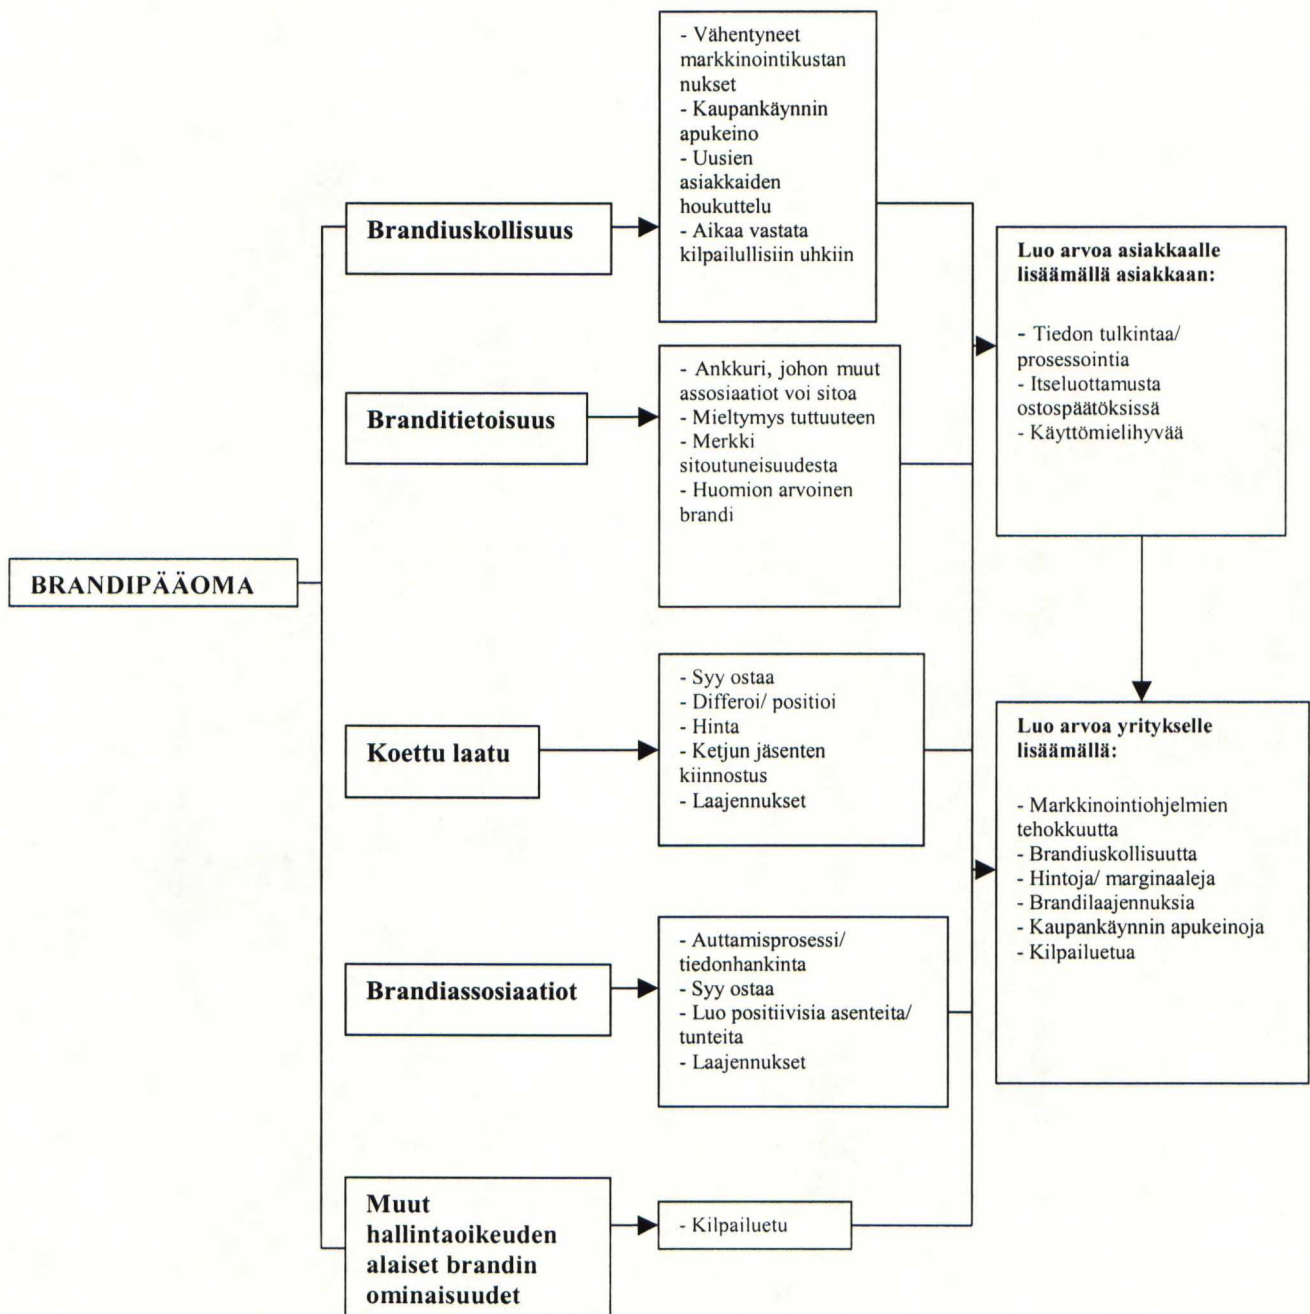 - Vähentyneet
markkinointikustan
nukset
- Kaupankäynnin
apukeino
- Uusien
asiakkaiden
houkuttelu
- Aikaa vastata
kilpailullisiin uhkiin
Brandiuskollisuus
Luo arvoa asiakkaalle
lisäämällä asiakkaan:
- Tiedon tulkintaa/
prosessointia
- Itseluottamusta
ostospäätöksissä
- Käyttömielihyvää
Branditietoisuus
- Ankkuri, johon muut
assosiaatiot voi sitoa
- Mieltymys tuttuuteen
- Merkki
sitoutuneisuudesta
- Huomion arvoinen
brandi
BRANDIPÄÄOMA
Koettu laatu
- Syy ostaa
- Differoi/ positioi
- Hinta
- Ketjun jäsenten
kiinnostus
- Laajennukset
Luo arvoa yritykselle
lisäämällä:
- Markkinointiohjelmien
tehokkuutta
- Brandiuskollisuutta
- Hintoja/ marginaaleja
- Brandilaajennuksia
- Kaupankäynnin apukeinoja
- Kilpailuetua
Brandiassosiaatiot
- Auttamisprosessi/
tiedonhankinta
- Syy ostaa
- Luo positiivisia asenteita/
tunteita
- Laajennukset
Muut
hallintaoikeuden
alaiset brandin
ominaisuudet
- Kilpailuetu